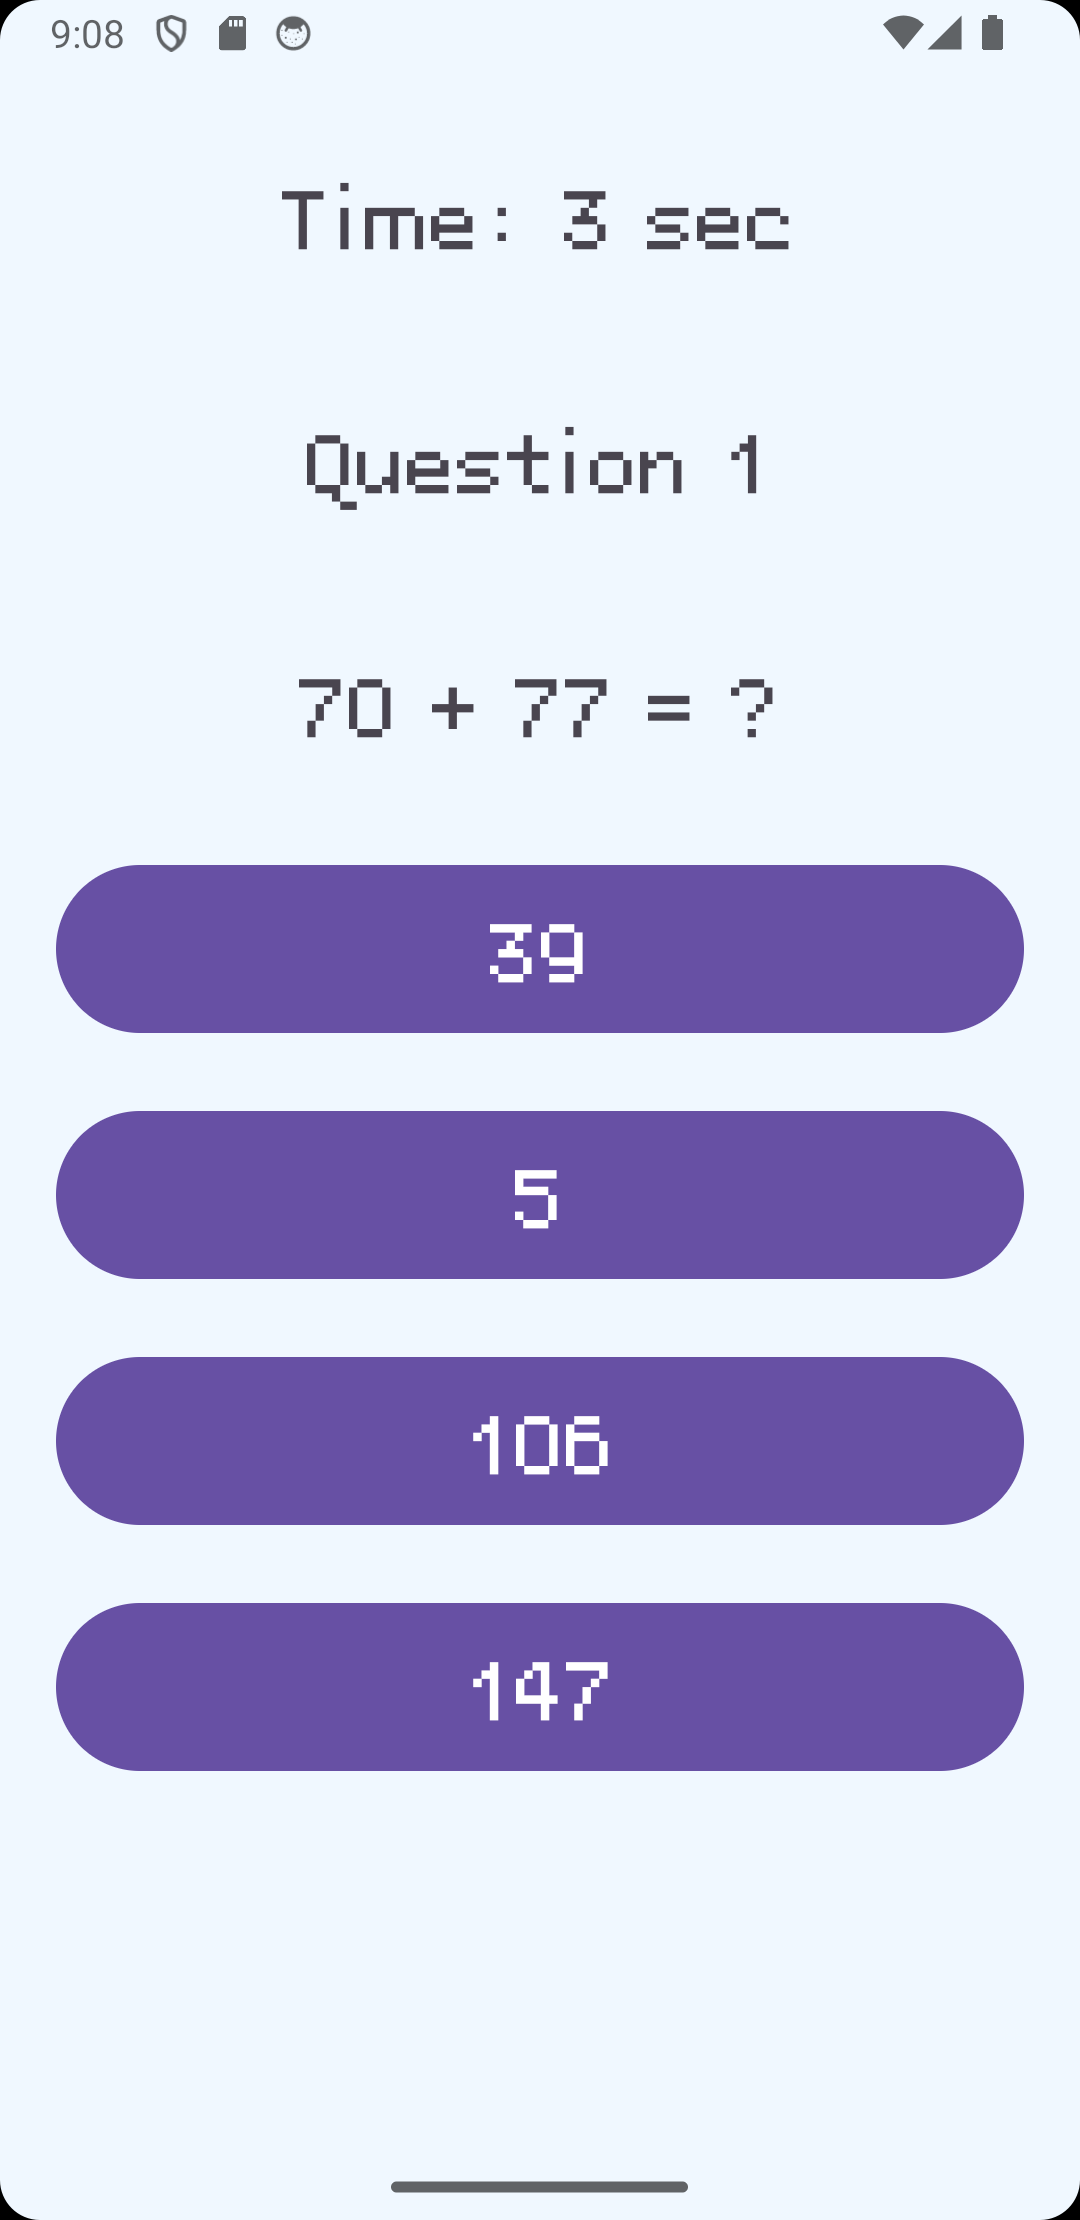 9:08
Time: 3 sec
Question 1
70 + 77 = ?
39
5
106
147